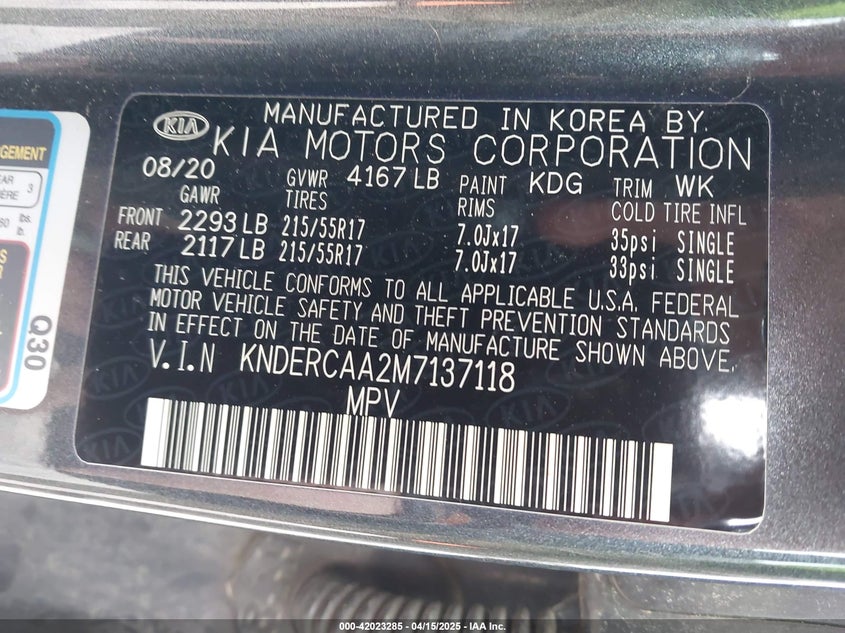 MANUFACTURED IN KOREA BY
KIA KIA MOTORS CORPORATION
08/20 GVWR 4167 LB PAINT KDG TRIM WK
GAWR TIRES RIMS COLD TIRE INFL
FRONT 2293 LB 215/55R17 7.0Jx17 35psi SINGLE
REAR 2117 LB 215/55R17 7.0Jx17 33psi SINGLE
THIS VEHICLE CONFORMS TO ALL APPLICABLE U.S.A. FEDERAL
MOTOR VEHICLE SAFETY AND THEFT PREVENTION STANDARDS
IN EFFECT ON THE DATE OF MANUFACTURE SHOWN ABOVE.
V.I.N KNDERCAA2M7137118
MPV
Q30
3
lbs.
000-42023285 - 04/15/2025 - IAA Inc.